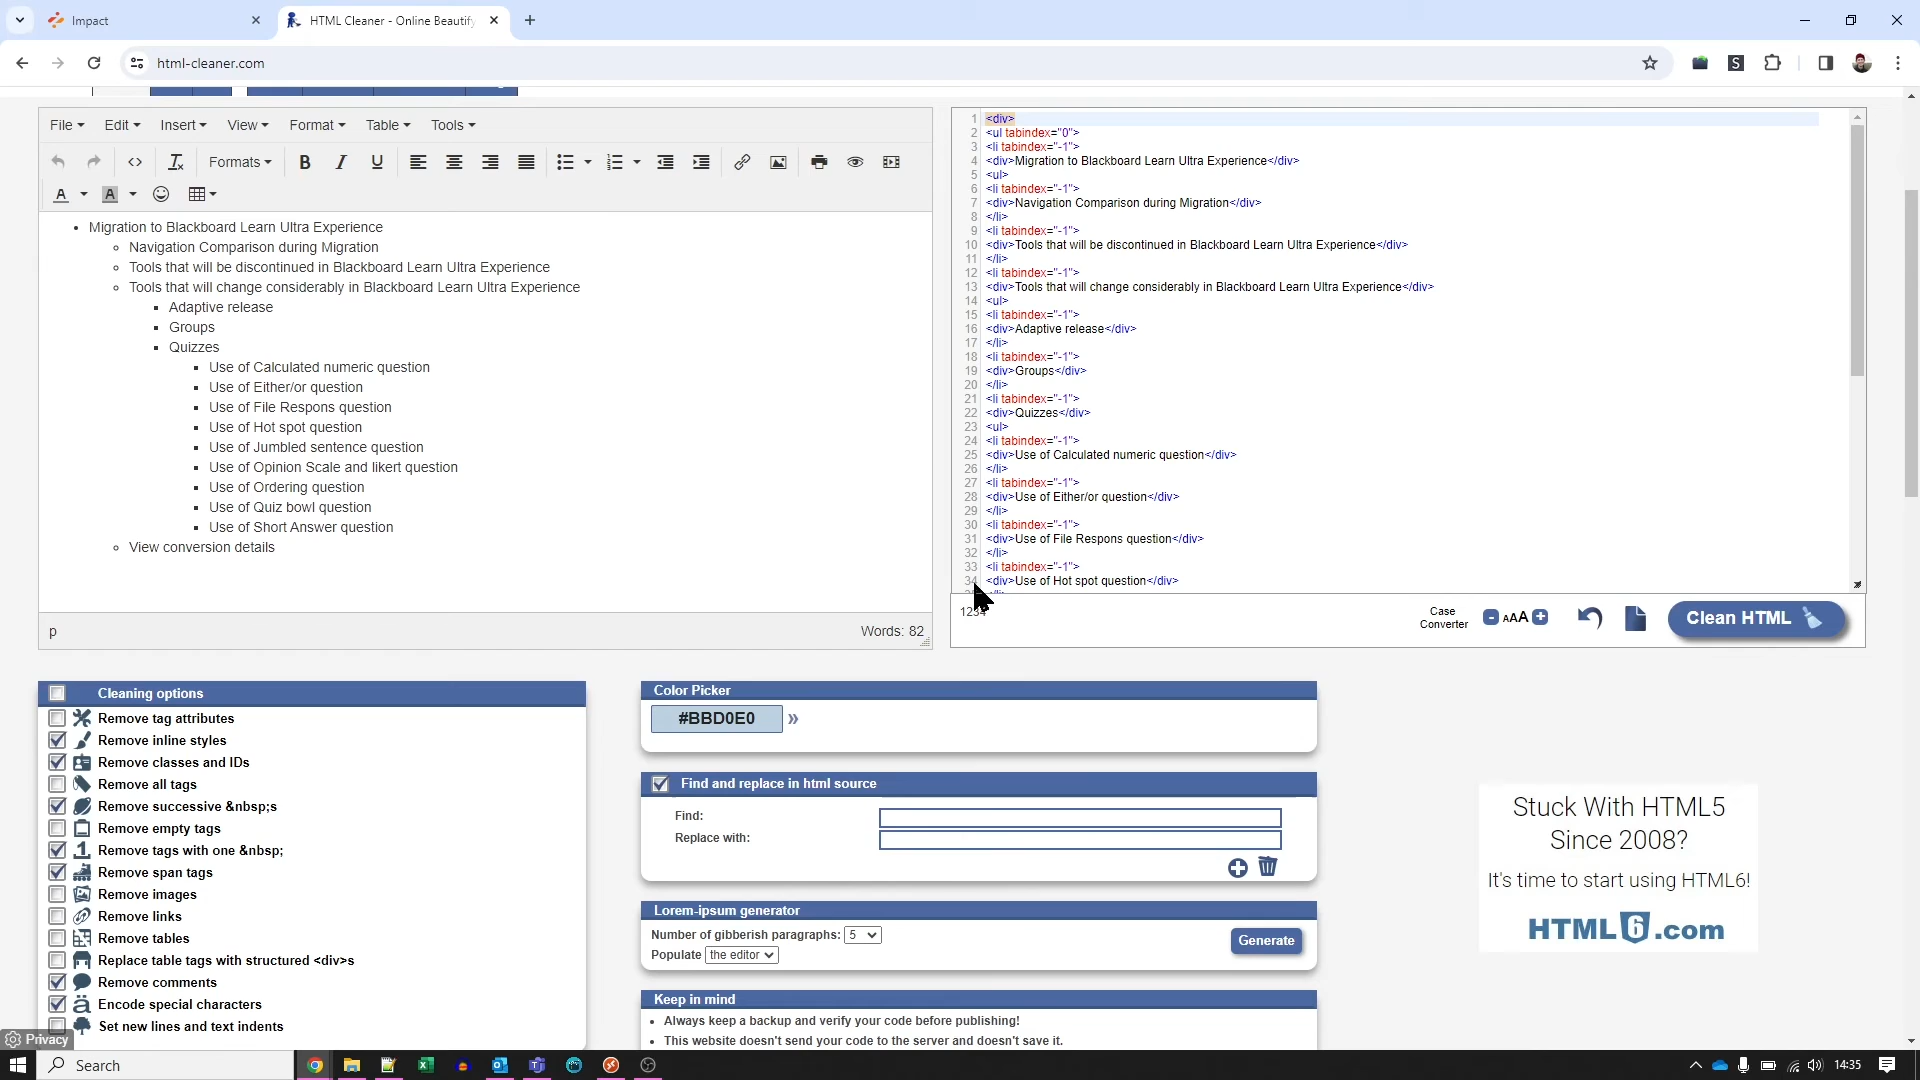 Impact
HTML Cleaner - Online Beautify
html-cleaner.com
File Edit Insert View Format Table Tools
Formats B I U
A A
Migration to Blackboard Learn Ultra Experience
Navigation Comparison during Migration
Tools that will be discontinued in Blackboard Learn Ultra Experience
Tools that will change considerably in Blackboard Learn Ultra Experience
Adaptive release
Groups
Quizzes
Use of Calculated numeric question
Use of Either/or question
Use of File Respons question
Use of Hot spot question
Use of Jumbled sentence question
Use of Opinion Scale and likert question
Use of Ordering question
Use of Quiz bowl question
Use of Short Answer question
View conversion details
p Words: 82
1 <div>
2 <ul tabindex="0">
3 <li tabindex="-1">
4 <div>Migration to Blackboard Learn Ultra Experience</div>
5 <ul>
6 <li tabindex="-1">
7 <div>Navigation Comparison during Migration</div>
8 </li>
9 <li tabindex="-1">
10 <div>Tools that will be discontinued in Blackboard Learn Ultra Experience</div>
11 </li>
12 <li tabindex="-1">
13 <div>Tools that will change considerably in Blackboard Learn Ultra Experience</div>
14 <ul>
15 <li tabindex="-1">
16 <div>Adaptive release</div>
17 </li>
18 <li tabindex="-1">
19 <div>Groups</div>
20 </li>
21 <li tabindex="-1">
22 <div>Quizzes</div>
23 <ul>
24 <li tabindex="-1">
25 <div>Use of Calculated numeric question</div>
26 </li>
27 <li tabindex="-1">
28 <div>Use of Either/or question</div>
29 </li>
30 <li tabindex="-1">
31 <div>Use of File Respons question</div>
32 </li>
33 <li tabindex="-1">
34 <div>Use of Hot spot question</div>
1234
Case
Converter
- AAA +
Clean HTML
Cleaning options
Remove tag attributes
Remove inline styles
Remove classes and IDs
Remove all tags
Remove successive &nbsp;s
Remove empty tags
Remove tags with one &nbsp;
Remove span tags
Remove images
Remove links
Remove tables
Replace table tags with structured <div>s
Remove comments
Encode special characters
Set new lines and text indents
Color Picker
#BBD0E0 »
Find and replace in html source
Find:
Replace with:
Lorem-ipsum generator
Number of gibberish paragraphs: 5
Populate the editor
Generate
Keep in mind
Always keep a backup and verify your code before publishing!
This website doesn't send your code to the server and doesn't save it.
Stuck With HTML5
Since 2008?
It's time to start using HTML6!
HTML6.com
Privacy
Search
14:35